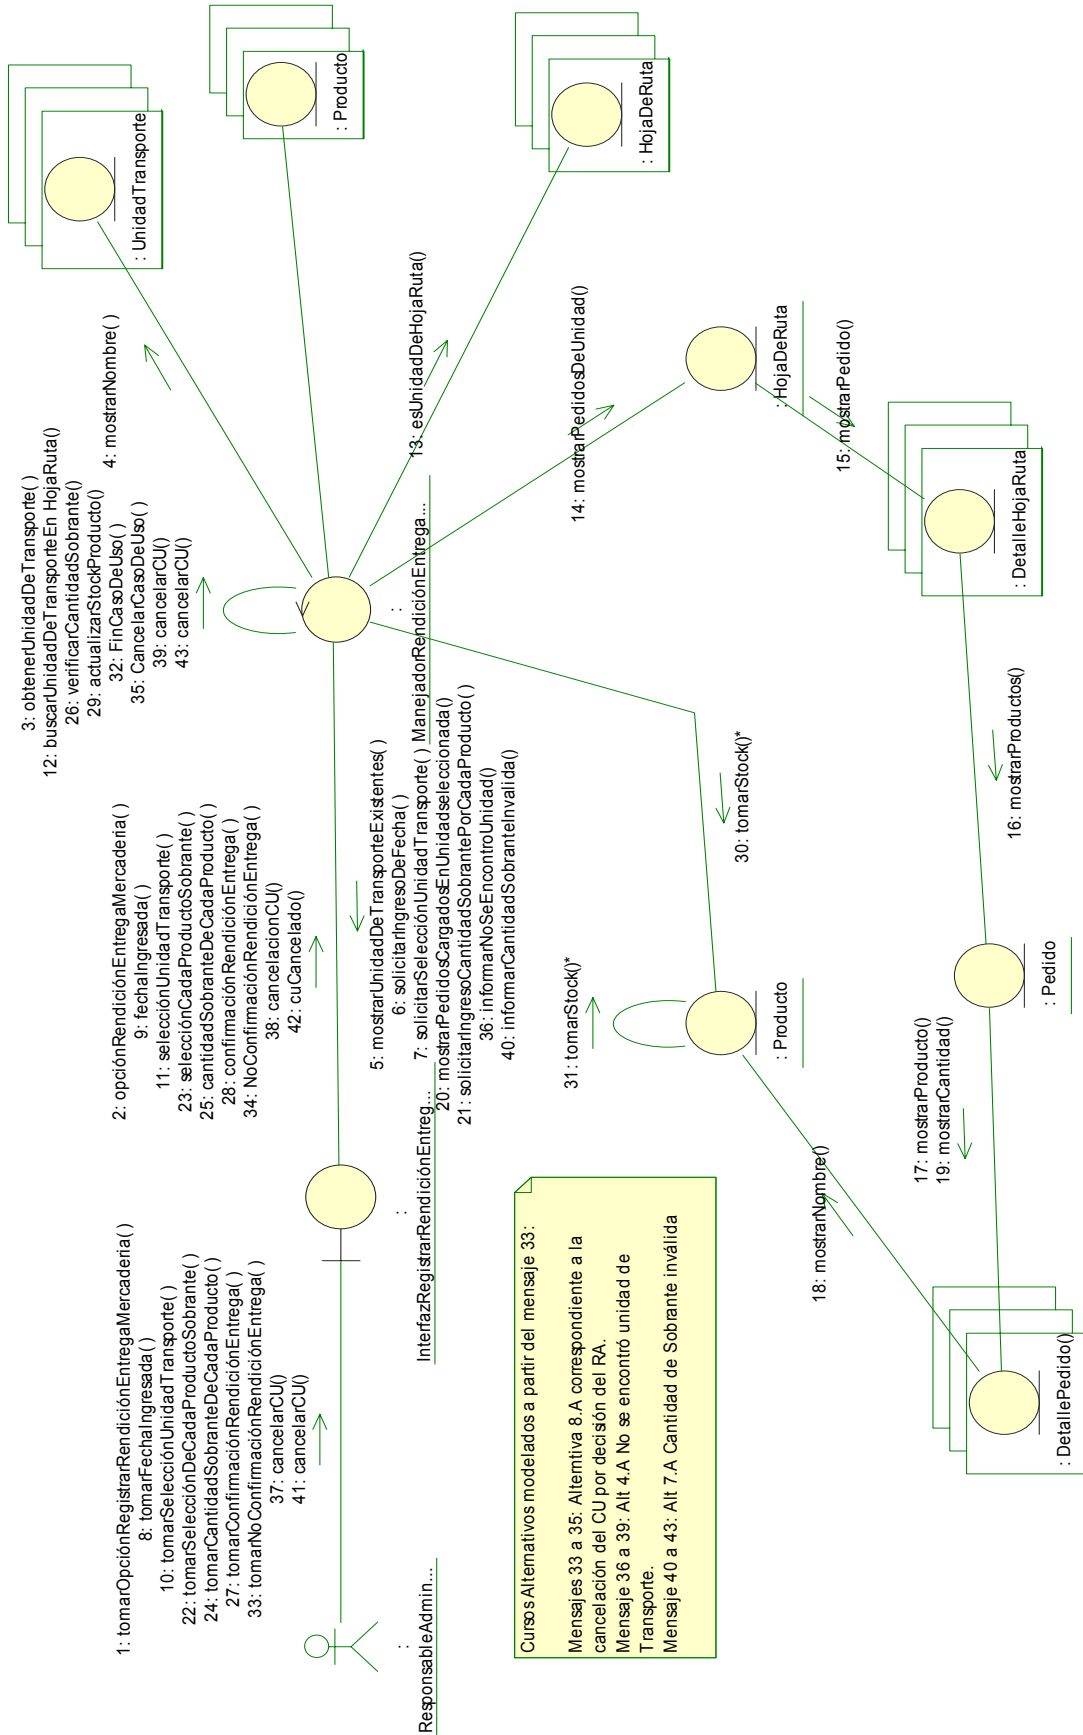 1: tomarOpciónRegistrarRendiciónEntregaMercaderia( )
8: tomarFechaIngresada( )
10: tomarSelecciónUnidadTransporte( )
22: tomarSelecciónDeCadaProductoSobrante( )
24: tomarCantidadSobranteDeCadaProducto( )
27: tomarConfirmaciónRendiciónEntrega( )
33: tomarNoConfirmaciónRendiciónEntrega( )
37: cancelarCU()
41: cancelarCU()
:
ResponsableAdmin...
2: opciónRendiciónEntregaMercaderia( )
9: fechaIngresada( )
11: selecciónUnidadTransporte( )
23: selecciónCadaProductoSobrante( )
25: cantidadSobranteDeCadaProducto( )
28: confirmaciónRendiciónEntrega( )
34: NoConfirmaciónRendiciónEntrega( )
38: cancelacionCU()
42: cuCancelado()
:
InterfazRegistrarRendiciónEntreg...
5: mostrarUnidadDeTransporteExistentes( )
6: solicitarIngresoDeFecha( )
7: solicitarSelecciónUnidadTransporte( )
20: mostrarPedidosCargadosEnUnidadseleccionada()
21: solicitarIngresoCantidadSobrantePorCadaProducto( )
36: informarNoSeEncontroUnidad()
40: informarCantidadSobranteInvalida()
3: obtenerUnidadDeTransporte( )
12: buscarUnidadDeTransporteEn HojaRuta()
26: verificarCantidadSobrante()
29: actualizarStockProducto()
32: FinCasoDeUso( )
35: CancelarCasoDeUso( )
39: cancelarCU()
43: cancelarCU()
:
ManejadorRendiciónEntrega...
4: mostrarNombre( )
: UnidadTransporte
: Producto
13: esUnidadDeHojaRuta()
: HojaDeRuta
14: mostrarPedidosDeUnidad()
: HojaDeRuta
15: mostrarPedido()
: DetalleHojaRuta
16: mostrarProductos()
: Pedido
17: mostrarProducto()
19: mostrarCantidad()
: DetallePedido()
18: mostrarNombre()
: Producto
30: tomarStock()*
31: tomarStock()*
Cursos Alternativos modelados a partir del mensaje 33:
Mensajes 33 a 35: Alterntiva 8.A correspondiente a la
cancelación del CU por decisión del RA.
Mensaje 36 a 39: Alt 4.A No se encontró unidad de
Transporte.
Mensaje 40 a 43: Alt 7.A Cantidad de Sobrante inválida